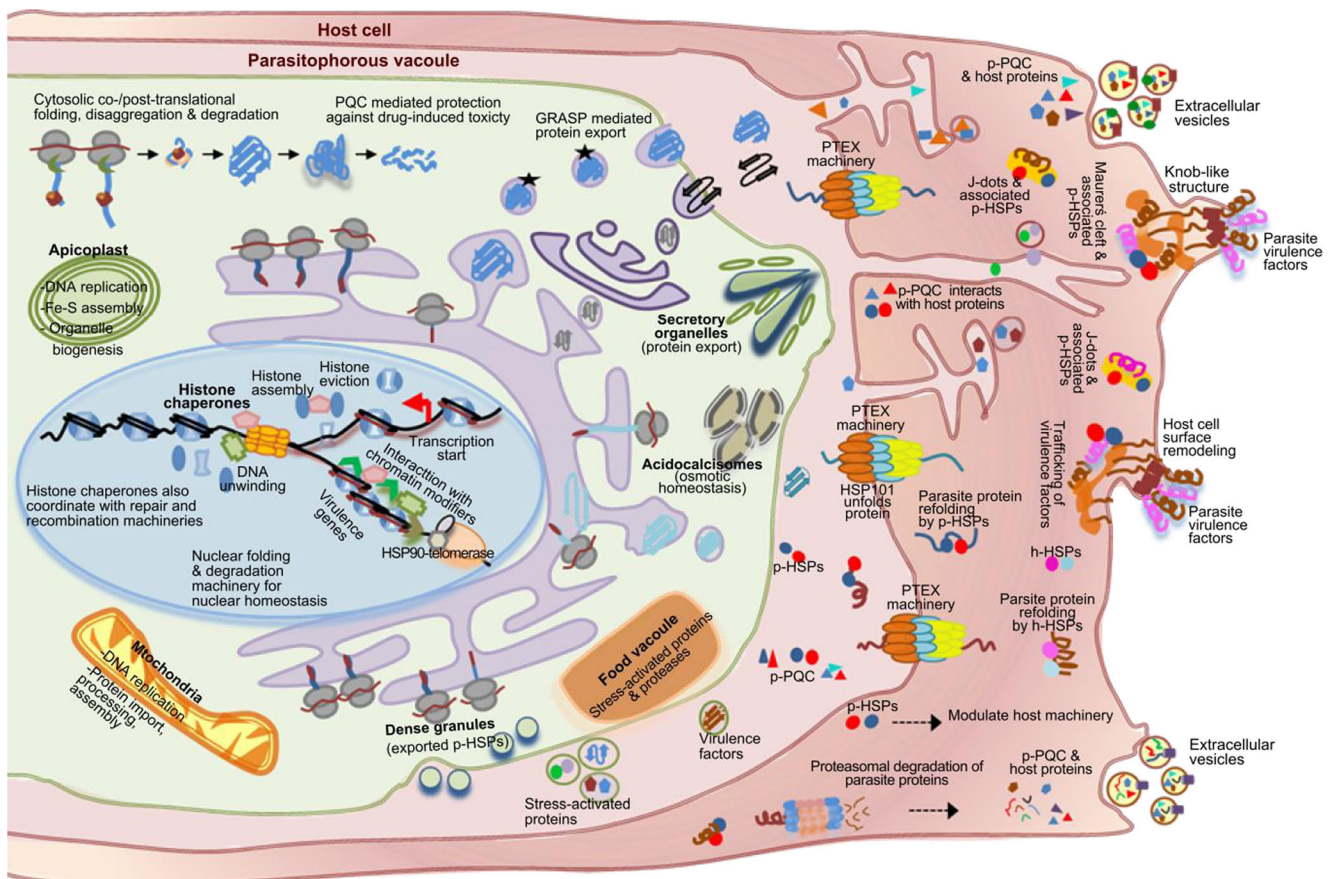 Host cell
Parasitophorous vacoule
Cytosolic co-/post-translational
folding, disaggregation & degradation
PQC mediated protection
against drug-induced toxicty
GRASP mediated
protein export
p-PQC
& host proteins
Extracellular
vesicles
PTEX
machinery
J-dots &
associated
p-HSPs
Maurerś cleft &
associated
p-HSPs
Knob-like
structure
Parasite
virulence
factors
Apicoplast
-DNA replication
-Fe-S assembly
- Organelle
biogenesis
Secretory
organelles
(protein export)
p-PQC interacts
with host proteins
J-dots &
associated
p-HSPs
Histone
chaperones
Histone
assembly
Histone
eviction
Transcription
start
DNA
unwinding
Interacttion with
chromatin modifiers
Virulence
genes
HSP90-telomerase
Histone chaperones also
coordinate with repair and
recombination machineries
Nuclear folding
& degradation
machinery for
nuclear homeostasis
Acidocalcisomes
(osmotic
homeostasis)
PTEX
machinery
HSP101
unfolds
protein
Parasite protein
refolding
by p-HSPs
Trafficking of
virulence factors
Host cell
surface
remodeling
Parasite
virulence
factors
h-HSPs
p-HSPs
PTEX
machinery
Parsite protein
refolding
by h-HSPs
Mtochondria
-DNA replication
-Protein import,
processing,
assembly
Food vacuole
Stress-activated proteins
& proteases
p-PQC
p-HSPs
Modulate host machinery
Dense granules
(exported p-HSPs)
Virulence
factors
Stress-activated
proteins
Proteasomal degradation of
parasite proteins
p-PQC &
host proteins
Extracellular
vesicles